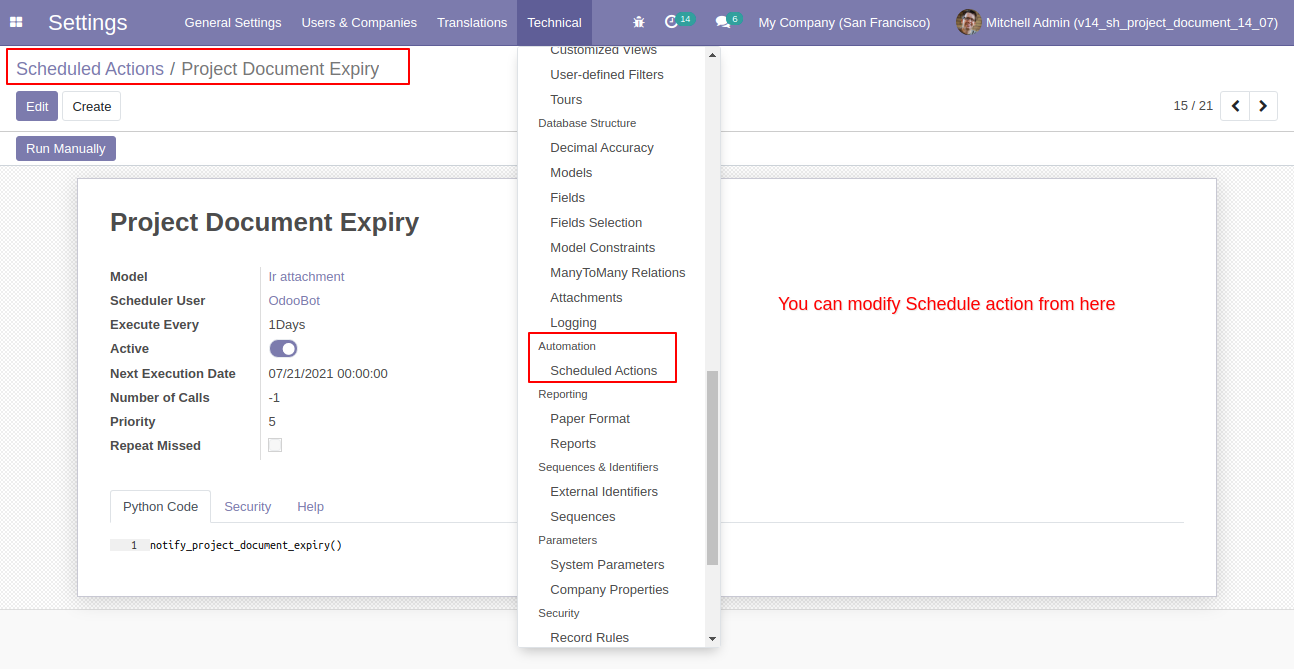 Settings
General Settings
Users & Companies
Translations
Technical
14
6
My Company (San Francisco)
Mitchell Admin (v14_sh_project_document_14_07)
Scheduled Actions / Project Document Expiry
Edit
Create
15 / 21
Run Manually
Customized Views
User-defined Filters
Tours
Database Structure
Decimal Accuracy
Models
Fields
Fields Selection
Model Constraints
ManyToMany Relations
Attachments
Logging
Automation
Scheduled Actions
Reporting
Paper Format
Reports
Sequences & Identifiers
External Identifiers
Sequences
Parameters
System Parameters
Company Properties
Security
Record Rules
Project Document Expiry
Model Ir attachment
Scheduler User OdooBot
Execute Every 1Days
Active
Next Execution Date 07/21/2021 00:00:00
Number of Calls -1
Priority 5
Repeat Missed
You can modify Schedule action from here
Python Code
Security
Help
1 notify_project_document_expiry()